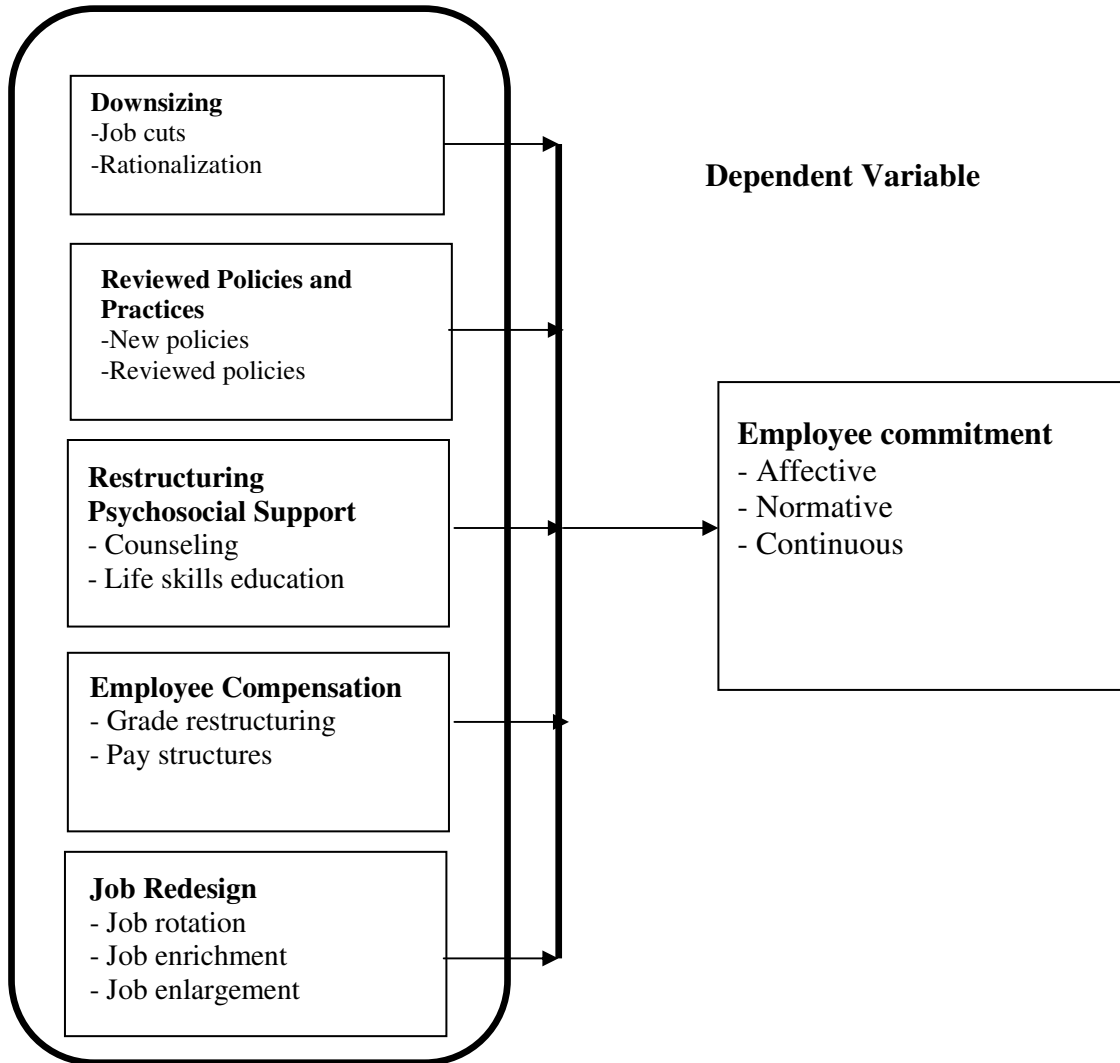 Downsizing
-Job cuts
-Rationalization
Dependent Variable
Reviewed Policies and
Practices
-New policies
-Reviewed policies
Restructuring
Psychosocial Support
- Counseling
- Life skills education
Employee commitment
- Affective
- Normative
- Continuous
Employee Compensation
- Grade restructuring
- Pay structures
Job Redesign
- Job rotation
- Job enrichment
- Job enlargement